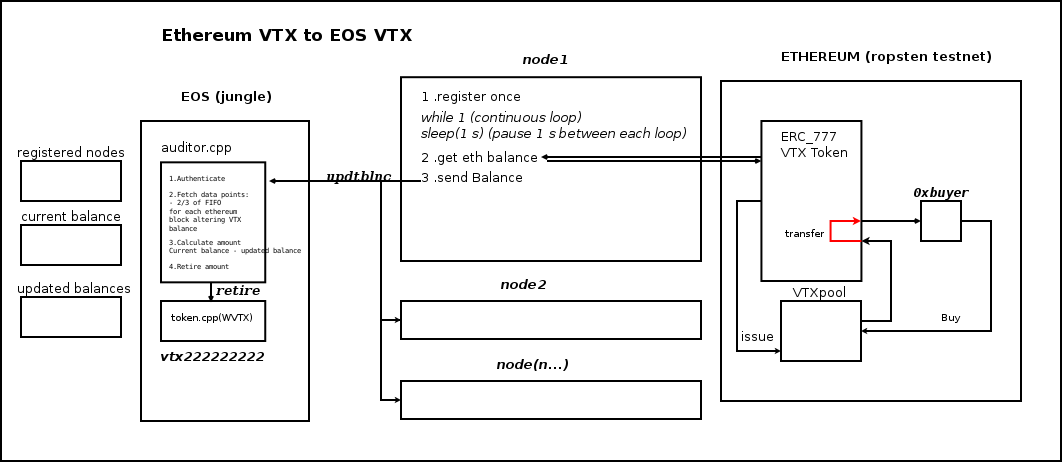 Ethereum VTX to EOS VTX
EOS (jungle)
registered nodes
current balance
updated balances
auditor.cpp
1.Authenticate
2.Fetch data points:
- 2/3 of FIFO
for each ethereum
block altering VTX
balance
3.Calculate amount
Current balance - updated balance
4.Retire amount
retire
token.cpp(WVTX)
vtx222222222
updtblnc
node1
1 .register once
while 1 (continuous loop)
sleep(1 s) (pause 1 s between each loop)
2 .get eth balance
3 .send Balance
node2
node(n...)
ETHEREUM (ropsten testnet)
ERC_777
VTX Token
transfer
0xbuyer
VTXpool
issue
Buy